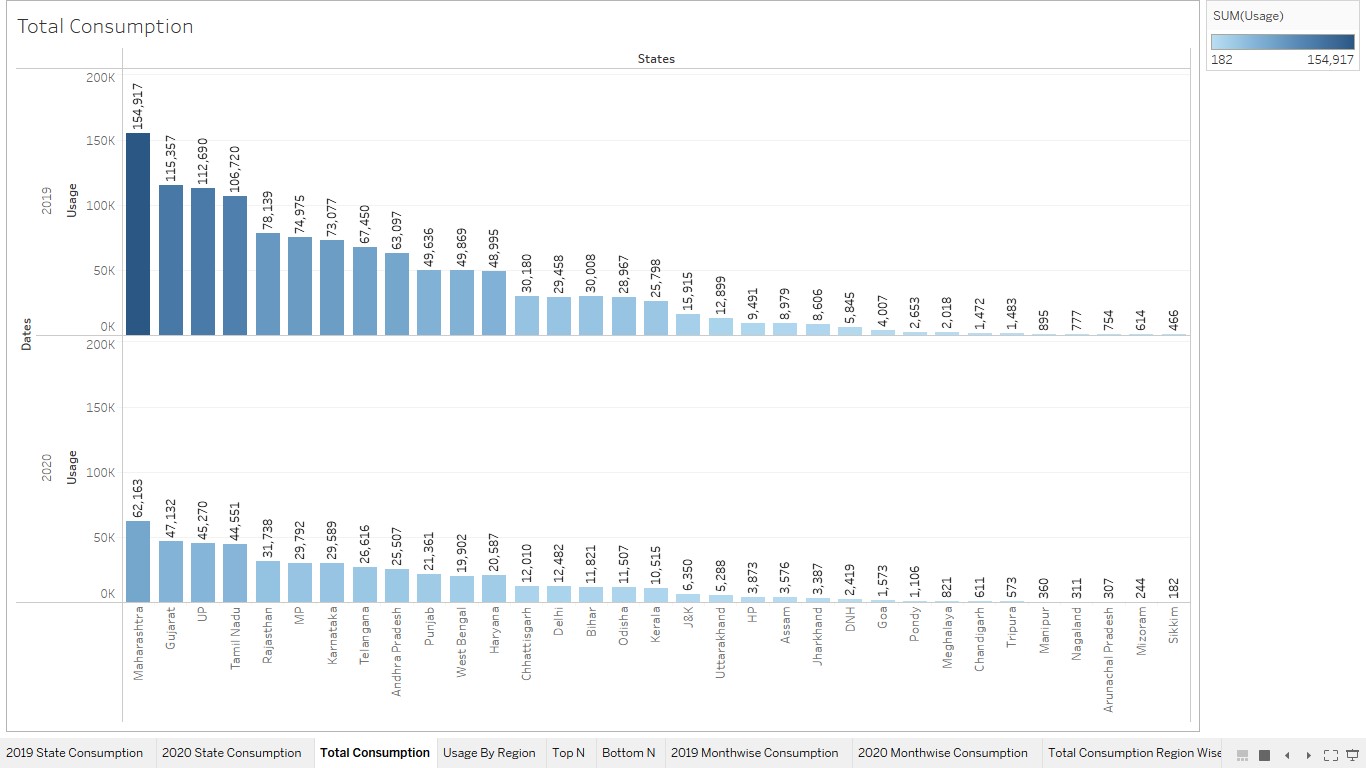 Total Consumption
SUM(Usage)
182 154,917
States
Dates
2019
Usage
200K
150K
100K
50K
0K
154,917
115,357
112,690
106,720
78,139
74,975
73,077
67,450
63,097
49,636
49,869
48,995
30,180
29,458
30,008
28,967
25,798
15,915
12,899
9,491
8,979
8,606
5,845
4,007
2,653
2,018
1,472
1,483
895
777
754
614
466
2020
Usage
200K
150K
100K
50K
0K
62,163
47,132
45,270
44,551
31,738
29,792
29,589
26,616
25,507
21,361
19,902
20,587
12,010
12,482
11,821
11,507
10,515
6,350
5,288
3,873
3,576
3,387
2,419
1,573
1,106
821
611
573
360
311
307
244
182
Maharashtra
Gujarat
UP
Tamil Nadu
Rajasthan
MP
Karnataka
Telangana
Andhra Pradesh
Punjab
West Bengal
Haryana
Chhattisgarh
Delhi
Bihar
Odisha
Kerala
J&K
Uttarakhand
HP
Assam
Jharkhand
DNH
Goa
Pondy
Meghalaya
Chandigarh
Tripura
Manipur
Nagaland
Arunachal Pradesh
Mizoram
Sikkim
2019 State Consumption 2020 State Consumption Total Consumption Usage By Region Top N Bottom N 2019 Monthwise Consumption 2020 Monthwise Consumption Total Consumption Region Wise